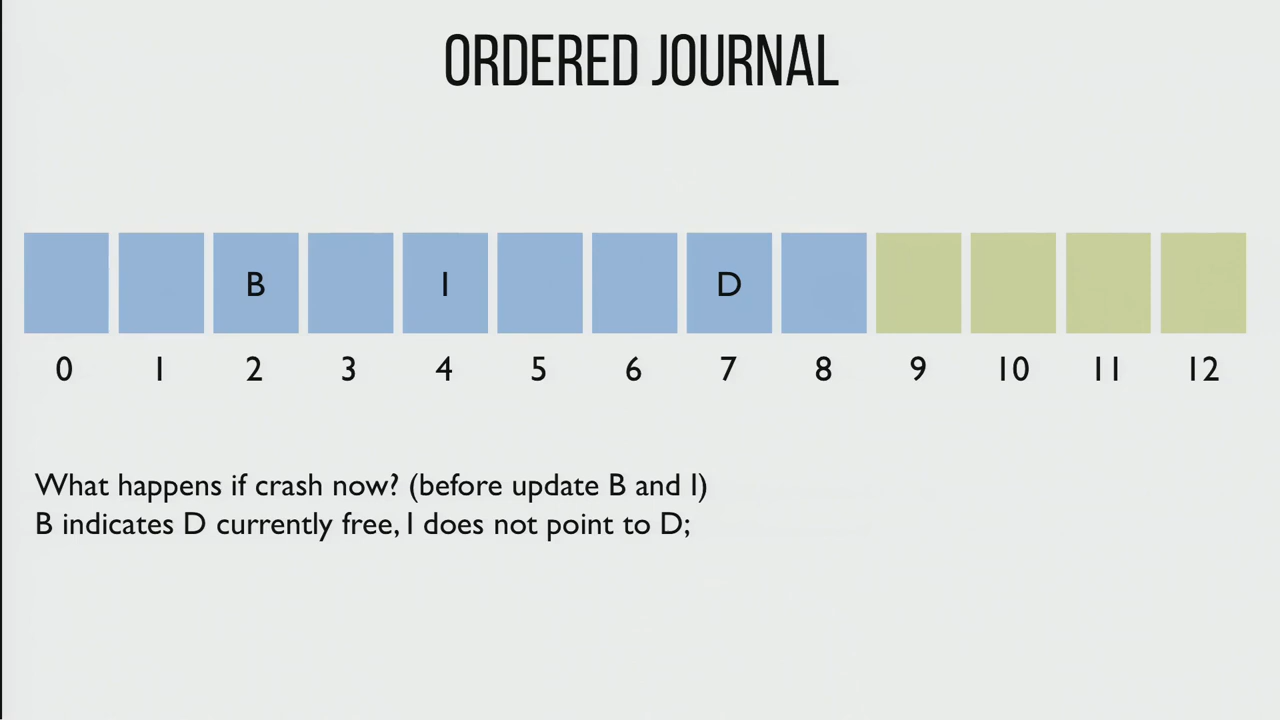 ORDERED JOURNAL
B I D
0 1 2 3 4 5 6 7 8 9 10 11 12
What happens if crash now? (before update B and I)
B indicates D currently free, I does not point to D;